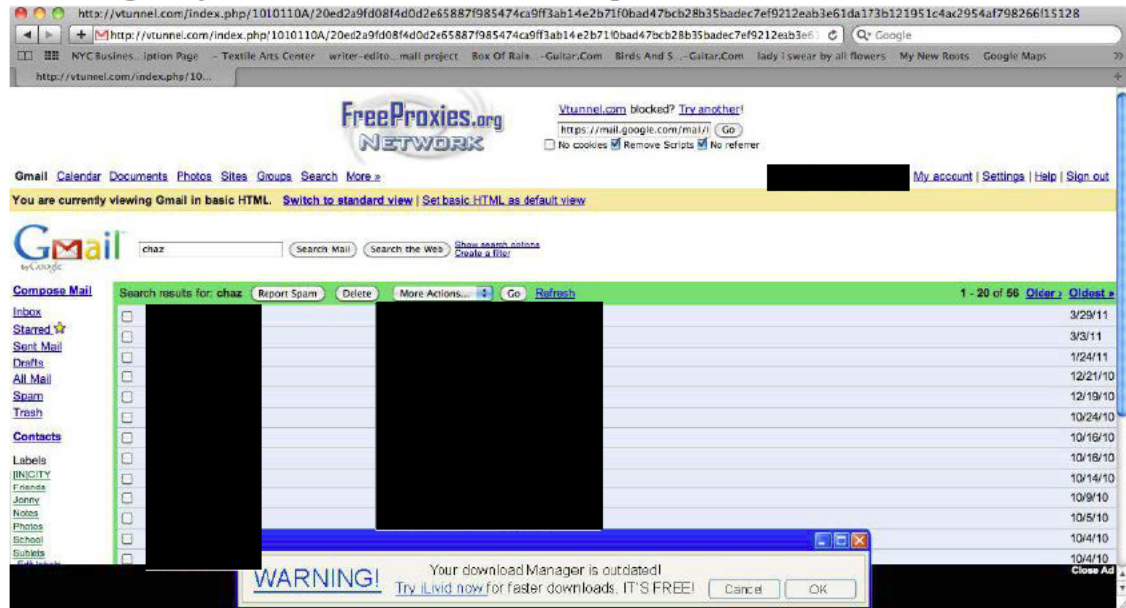 http://vtunnel.com/index.php/1010110A/20ed2a9fd08f4d0d2e65887f985474ca9ff3ab14e2b71f0bad47bcb28b35badec7ef9212eab3e61da173b121951c4ac2954af798266f15128
http://vtunnel.com/index.php/1010110A/20ed2a9fd08f4d0d2e65887f985474ca9ff3ab14e2b71f0bad47bcb28b35badec7ef9212eab3e6 Google
NYC Busines...iption Page - Textile Arts Center writer-edito...mail project Box Of Rain...-Guitar.Com Birds And S...-Guitar.Com lady i swear by all flowers My New Roots Google Maps
http://vtunnel.com/index.php/10...
FreeProxies.org
NETWORK
Vtunnel.com blocked? Try another!
https://mail.google.com/mail/ Go
No cookies Remove Scripts No referrer
Gmail Calendar Documents Photos Sites Groups Search More » My account | Settings | Help | Sign out
You are currently viewing Gmail in basic HTML. Switch to standard view | Set basic HTML as default view
Gmail
by Google
chaz Search Mail Search the Web Show search options
Create a filter
Compose Mail
Search results for: chaz Report Spam Delete More Actions... Go Refresh 1 - 20 of 56 Older › Oldest »
Inbox
Starred
Sent Mail
Drafts
All Mail
Spam
Trash
Contacts
Labels
[IN]CITY
Friends
Jonny
Notes
Photos
School
Sublets
Edit labels
3/29/11
3/3/11
1/24/11
12/21/10
12/19/10
10/24/10
10/16/10
10/16/10
10/14/10
10/9/10
10/5/10
10/4/10
10/4/10
Close Ad
WARNING!
Your download Manager is outdated!
Try iLivid now for faster downloads. IT'S FREE! Cancel OK